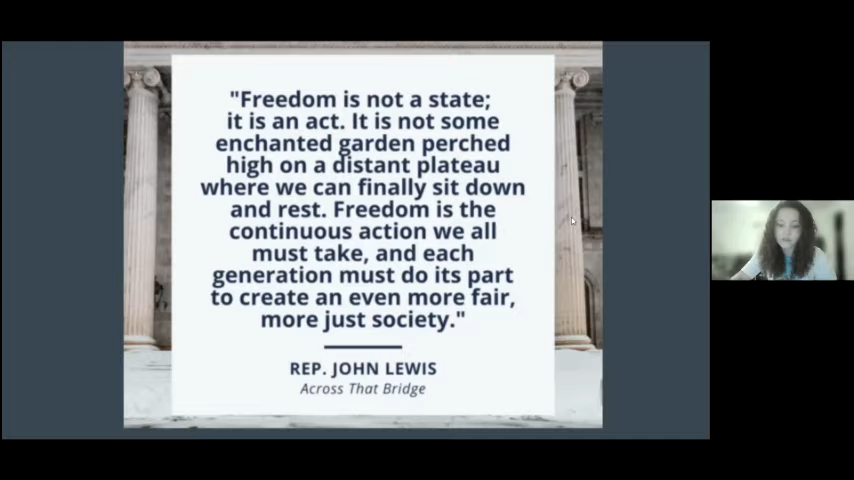 "Freedom is not a state;
it is an act. It is not some
enchanted garden perched
high on a distant plateau
where we can finally sit down
and rest. Freedom is the
continuous action we all
must take, and each
generation must do its part
to create an even more fair,
more just society."
REP. JOHN LEWIS
Across That Bridge